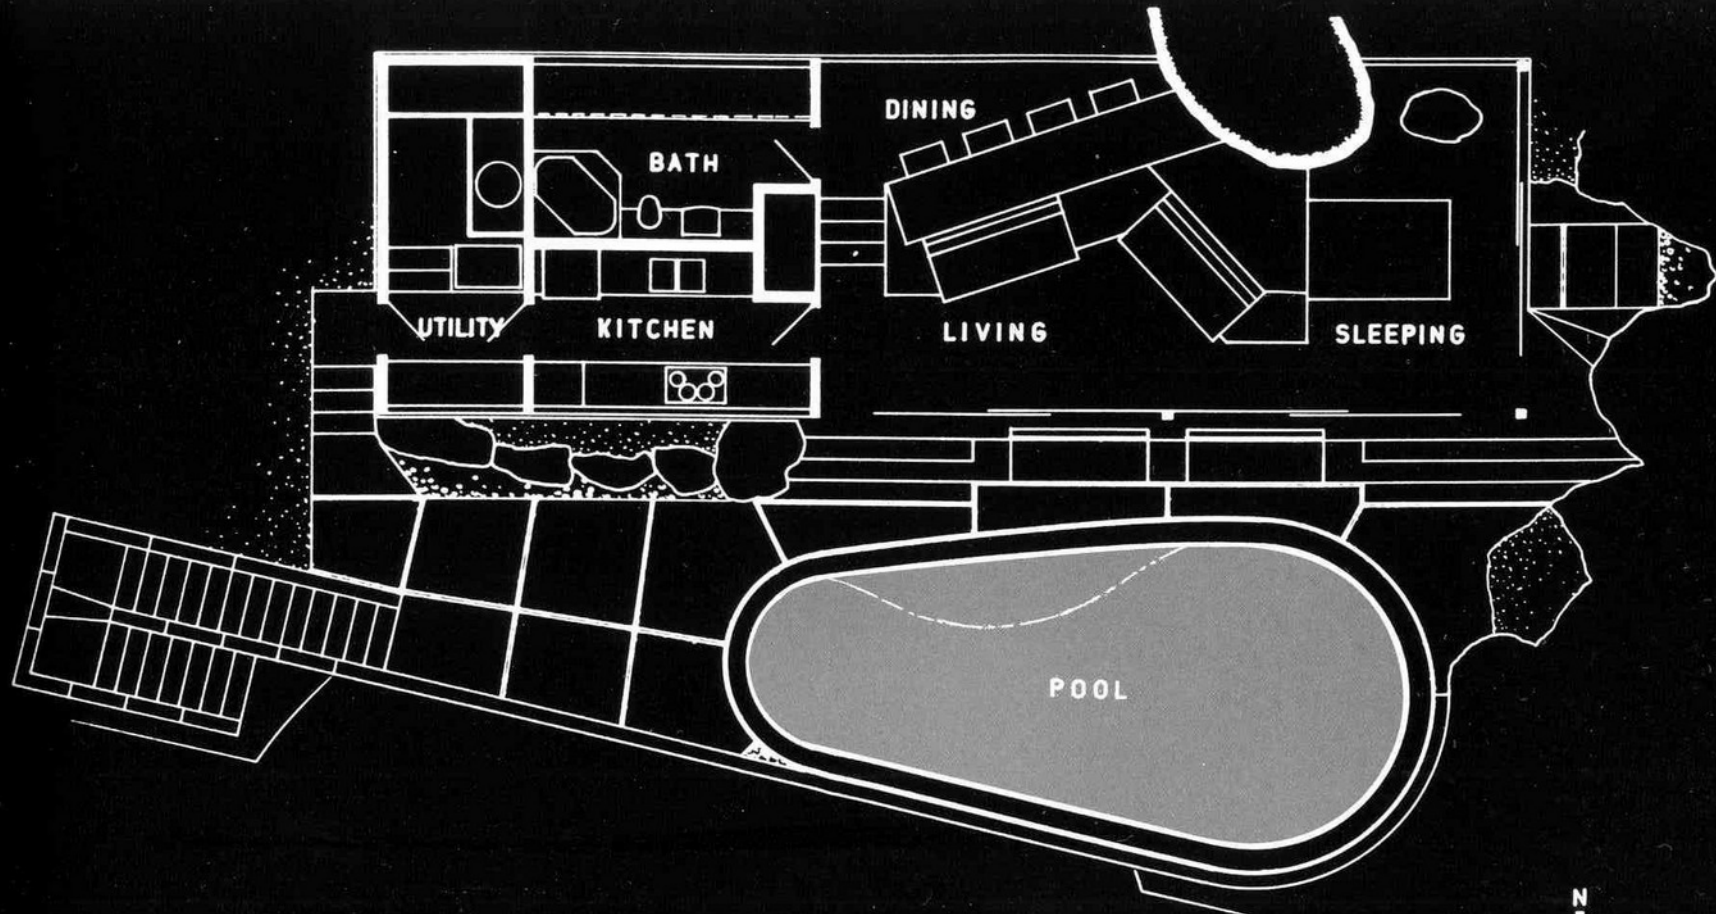 DINING
BATH
UTILITY
KITCHEN
LIVING
SLEEPING
POOL
N